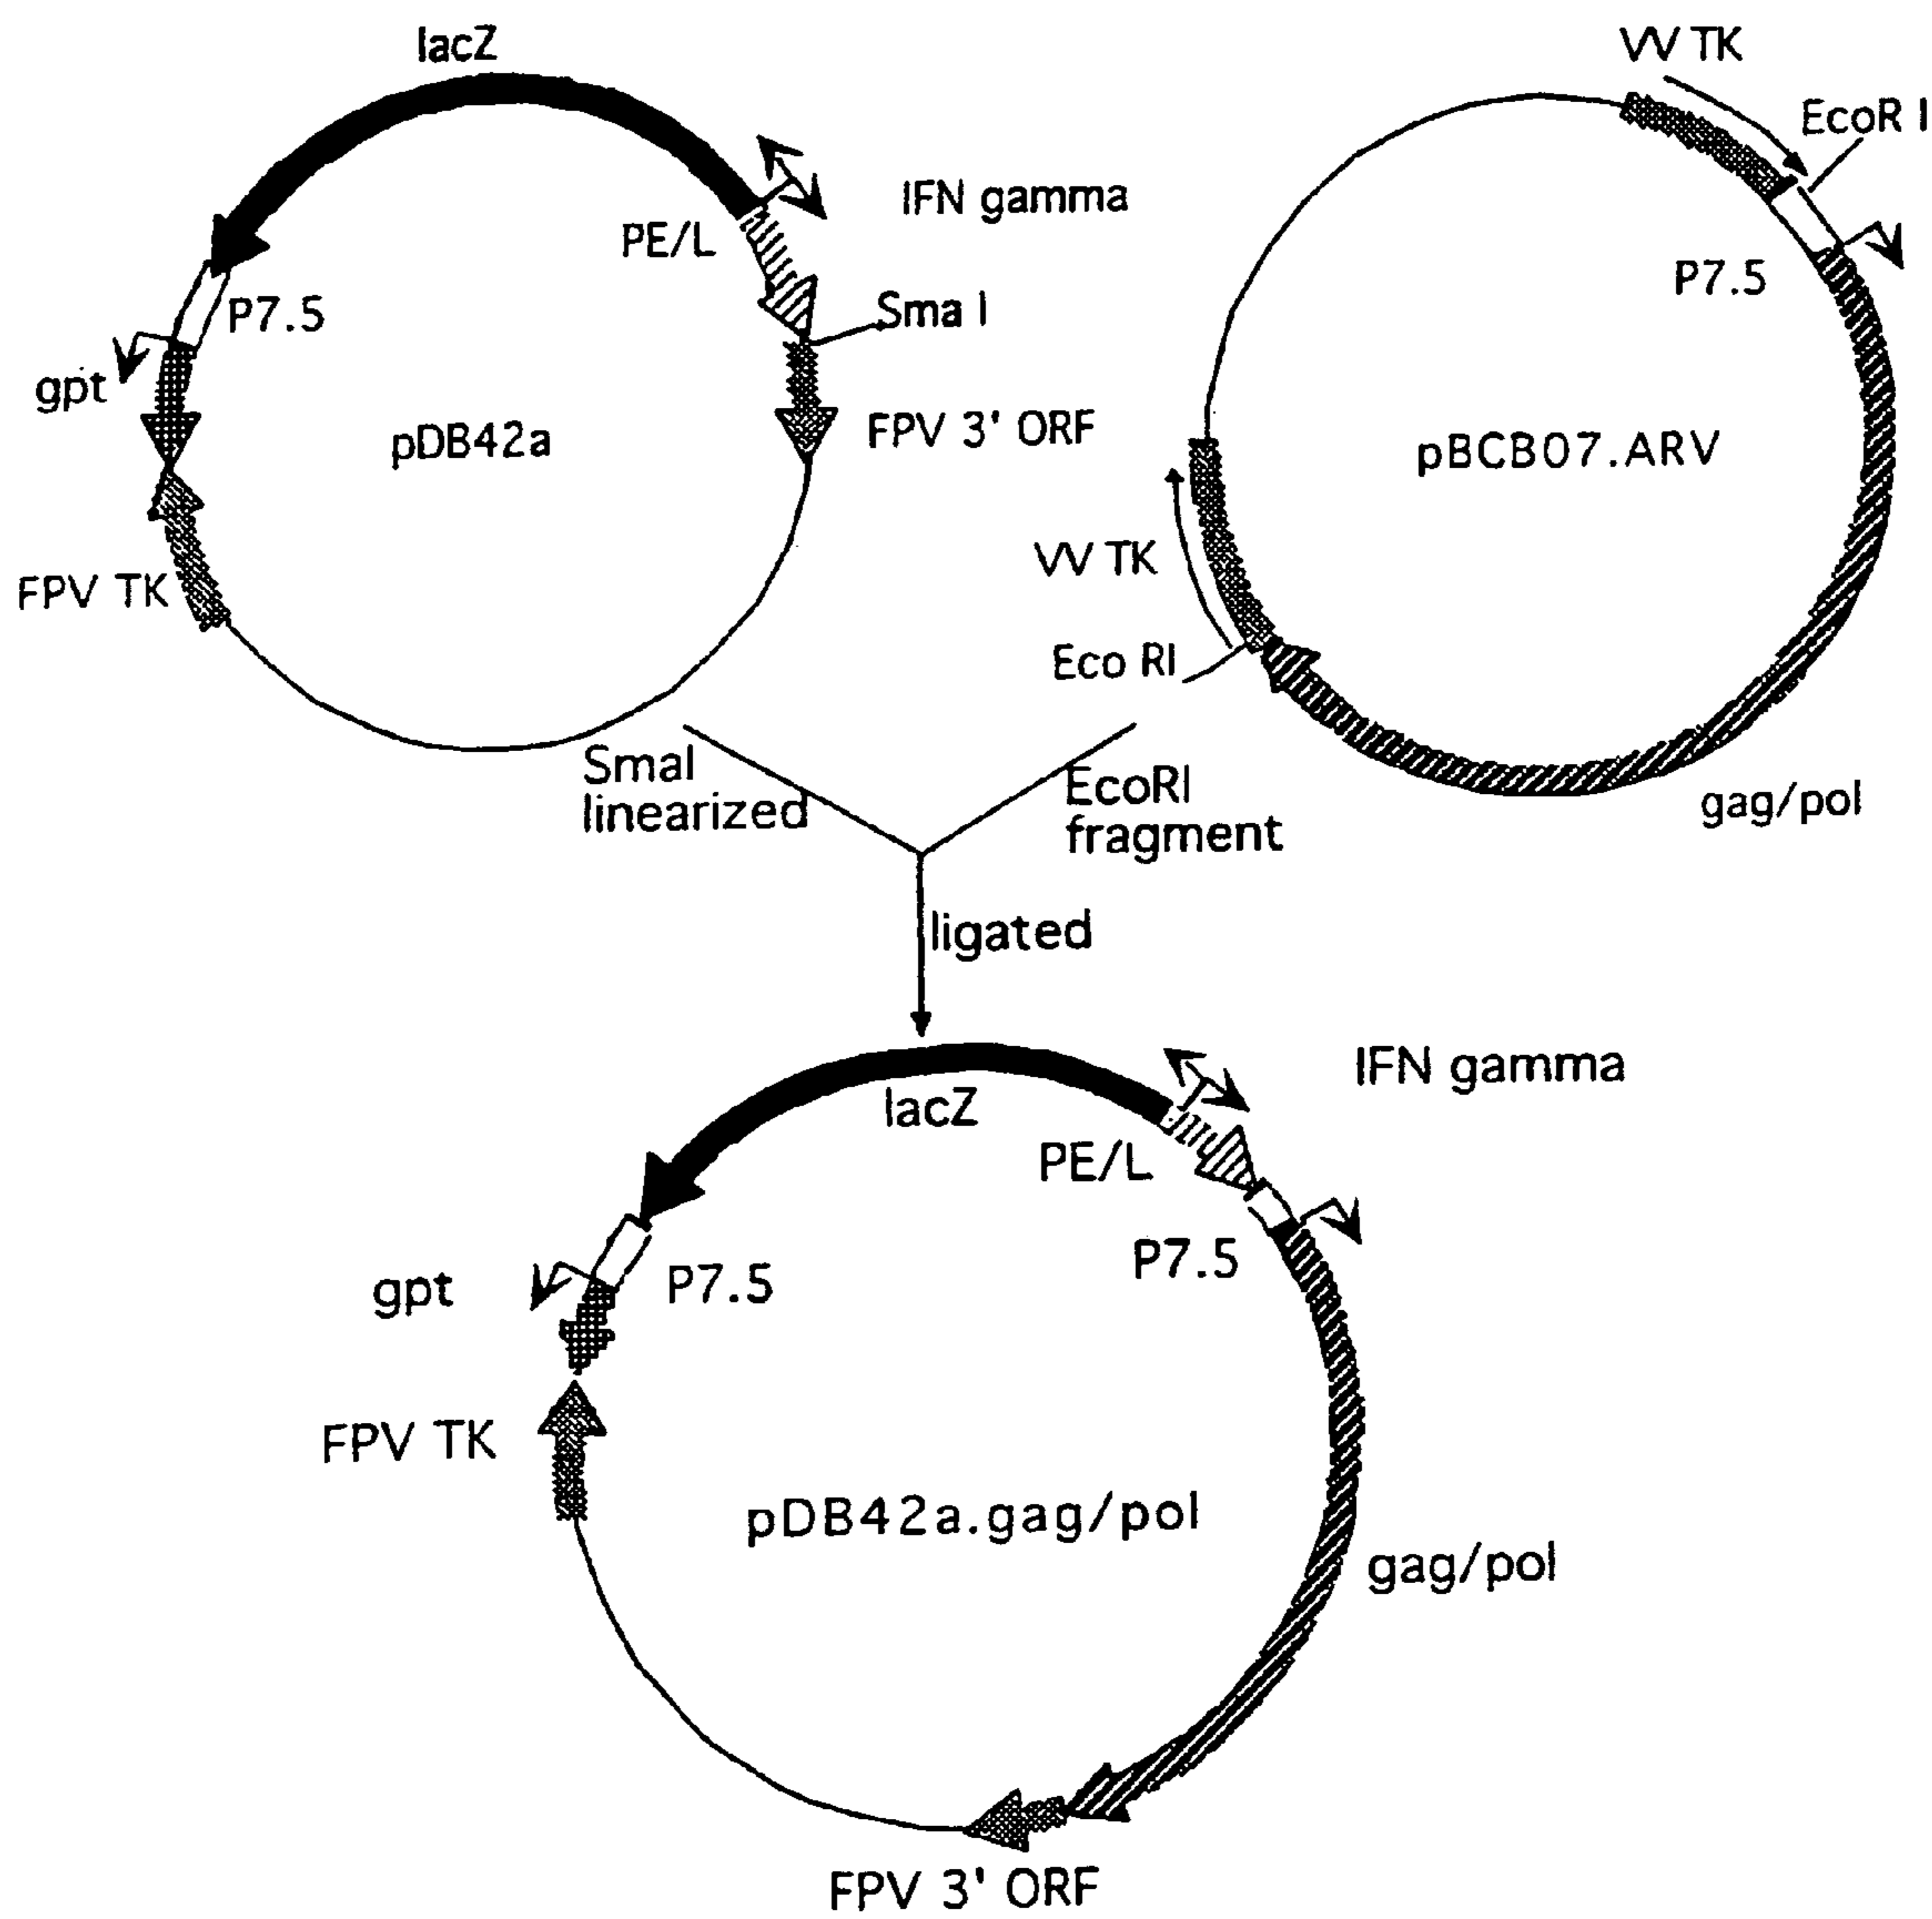 lacZ
VV TK
EcoR I
IFN gamma
PE/L
P7.5
Sma I
P7.5
gpt
pDB42a
FPV 3' ORF
pBCB07.ARV
FPV TK
VV TK
Eco RI
SmaI
linearized
EcoRI
fragment
gag/pol
ligated
IFN gamma
lacZ
PE/L
P7.5
gpt
P7.5
FPV TK
pDB42a.gag/pol
gag/pol
FPV 3' ORF